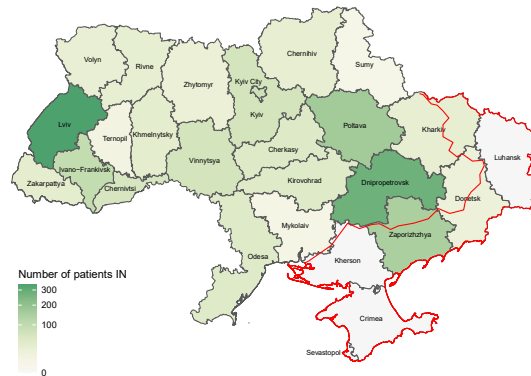 Volyn
Rivne
Zhytomyr
Chernihiv
Sumy
Kyiv City
Kyiv
Lviv
Ternopil
Khmelnytsky
Poltava
Kharkiv
Luhansk
Cherkasy
Vinnytsya
Ivano−Frankivsk
Zakarpatiya
Chernivtsi
Kirovohrad
Dnipropetrovsk
Donetsk
Mykolaiv
Zaporizhzhya
Odesa
Kherson
Crimea
Sevastopol
Number of patients IN
300
200
100
0